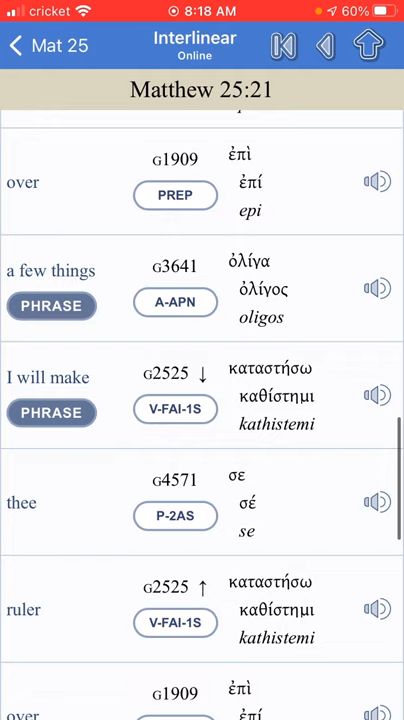 cricket 8:18 AM 60%
Mat 25 Interlinear
Online
Matthew 25:21
over G1909 ἐπὶ
PREP ἐπί
epi
a few things G3641 ὀλίγα
PHRASE A-APN ὀλίγος
oligos
I will make G2525 ↓ καταστήσω
PHRASE V-FAI-1S καθίστημι
kathistemi
thee G4571 σε
P-2AS σέ
se
ruler G2525 ↑ καταστήσω
V-FAI-1S καθίστημι
kathistemi
over G1909 ἐπὶ
ἐπί